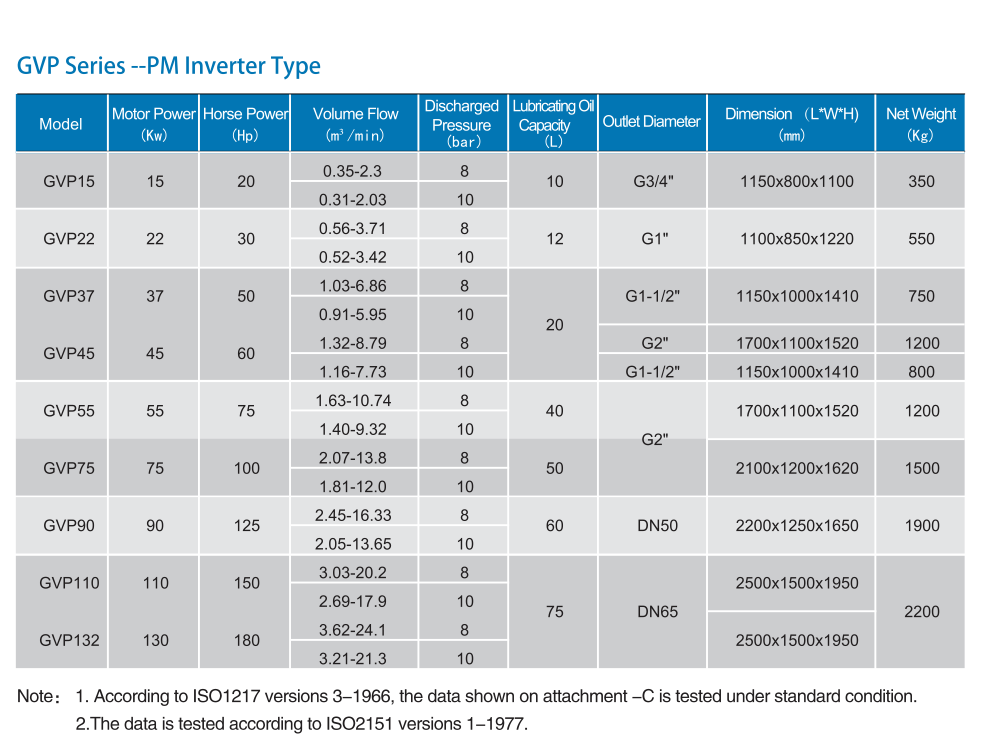 GVP Series --PM Inverter Type
Model Motor Power (Kw) Horse Power (Hp) Volume Flow (m³/min) Discharged Pressure (bar) Lubricating Oil Capacity (L) Outlet Diameter Dimension (L*W*H) (mm) Net Weight (Kg)
GVP15 15 20 0.35-2.3 8 10 G3/4" 1150x800x1100 350
0.31-2.03 10
GVP22 22 30 0.56-3.71 8 12 G1" 1100x850x1220 550
0.52-3.42 10
GVP37 37 50 1.03-6.86 8 20 G1-1/2" 1150x1000x1410 750
0.91-5.95 10
GVP45 45 60 1.32-8.79 8 G2" 1700x1100x1520 1200
1.16-7.73 10 G1-1/2" 1150x1000x1410 800
GVP55 55 75 1.63-10.74 8 40 G2" 1700x1100x1520 1200
1.40-9.32 10
GVP75 75 100 2.07-13.8 8 50 2100x1200x1620 1500
1.81-12.0 10
GVP90 90 125 2.45-16.33 8 60 DN50 2200x1250x1650 1900
2.05-13.65 10
GVP110 110 150 3.03-20.2 8 75 DN65 2500x1500x1950 2200
2.69-17.9 10
GVP132 130 180 3.62-24.1 8 2500x1500x1950
3.21-21.3 10
Note： 1. According to ISO1217 versions 3–1966, the data shown on attachment –C is tested under standard condition.
2.The data is tested according to ISO2151 versions 1–1977.